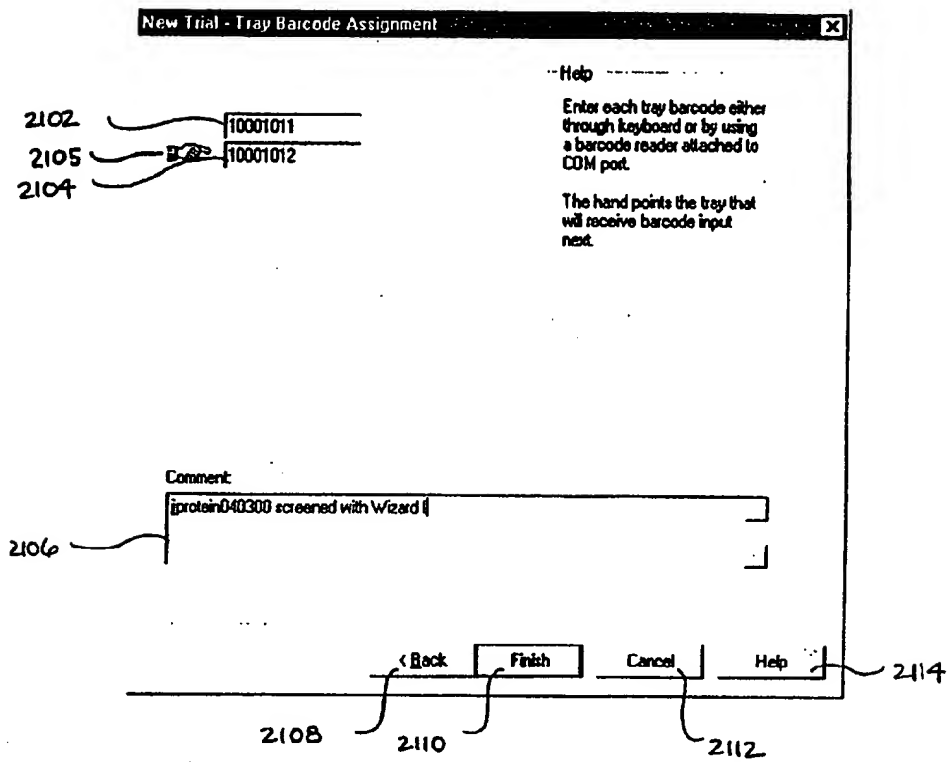 New Trial - Tray Barcode Assignment
Help
2102
10001011
2105
10001012
2104
Enter each tray barcode either
through keyboard or by using
a barcode reader attached to
COM port.
The hand points the tray that
will receive barcode input
next.
Comment:
jprotein040300 screened with Wizard I
2106
< Back
Finish
Cancel
Help
2114
2108
2110
2112